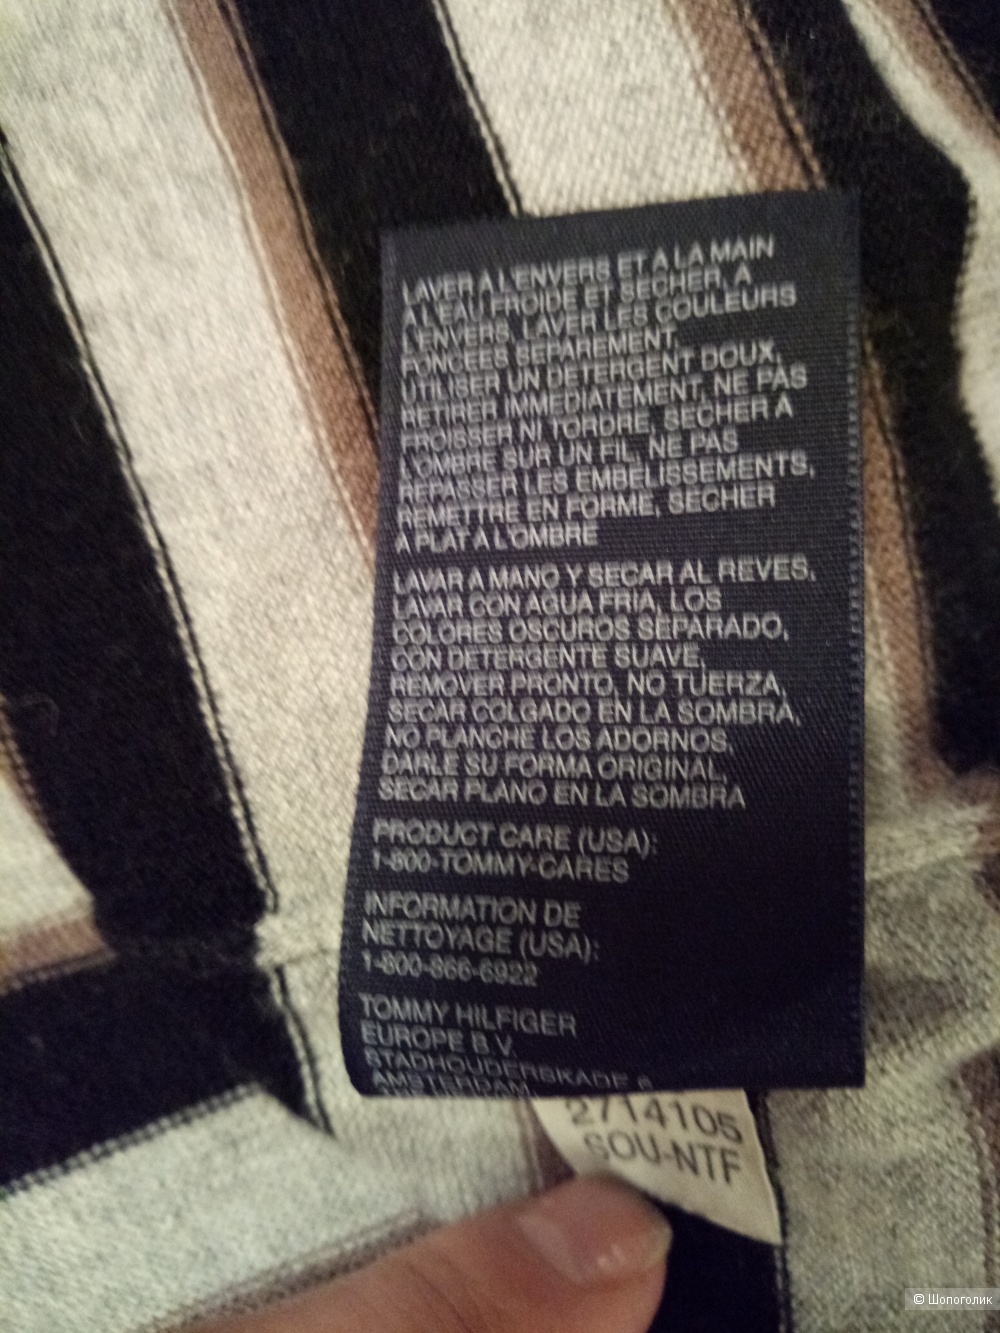 LAVER A L'ENVERS ET A LA MAIN
A L'EAU FROIDE ET SECHER, A
L'ENVERS, LAVER LES COULEURS
FONCEES SEPAREMENT,
UTILISER UN DETERGENT DOUX,
RETIRER IMMEDIATEMENT, NE PAS
FROISSER NI TORDRE, SECHER A
L'OMBRE SUR UN FIL, NE PAS
REPASSER LES EMBELISSEMENTS,
REMETTRE EN FORME, SECHER
A PLAT A L'OMBRE
LAVAR A MANO Y SECAR AL REVES,
LAVAR CON AGUA FRIA, LOS
COLORES OSCUROS SEPARADO,
CON DETERGENTE SUAVE,
REMOVER PRONTO, NO TUERZA,
SECAR COLGADO EN LA SOMBRA,
NO PLANCHE LOS ADORNOS,
DARLE SU FORMA ORIGINAL,
SECAR PLANO EN LA SOMBRA
PRODUCT CARE (USA):
1-800-TOMMY-CARES
INFORMATION DE
NETTOYAGE (USA):
1-800-866-6922
TOMMY HILFIGER
EUROPE B.V.
STADHOUDERSKADE 6
AMSTERDAM
2714105
SOU-NTF
© Шопоголик